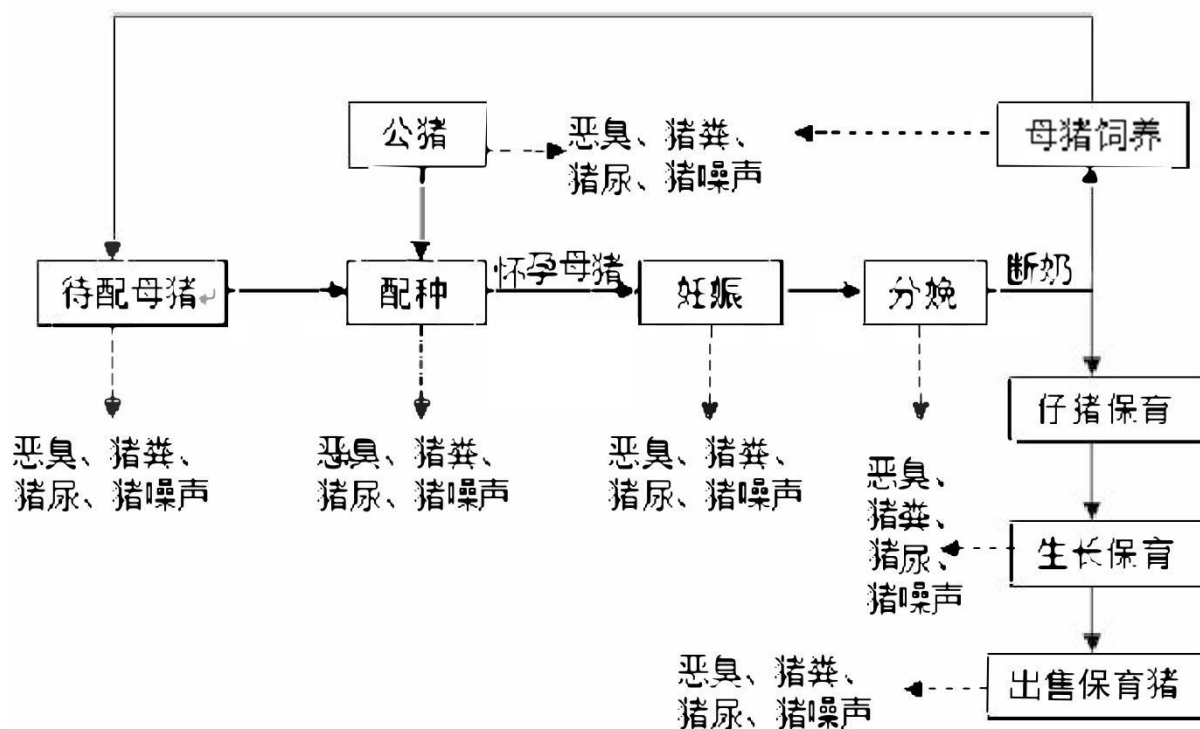 公猪
恶臭、猪粪、
猪尿、猪噪声
母猪饲养
待配母猪
配种
怀孕母猪
妊娠
分娩
断奶
仔猪保育
恶臭、猪粪、
猪尿、猪噪声
恶臭、猪粪、
猪尿、猪噪声
恶臭、猪粪、
猪尿、猪噪声
恶臭、
猪粪、
猪尿、
猪噪声
生长保育
出售保育猪
恶臭、猪粪、
猪尿、猪噪声